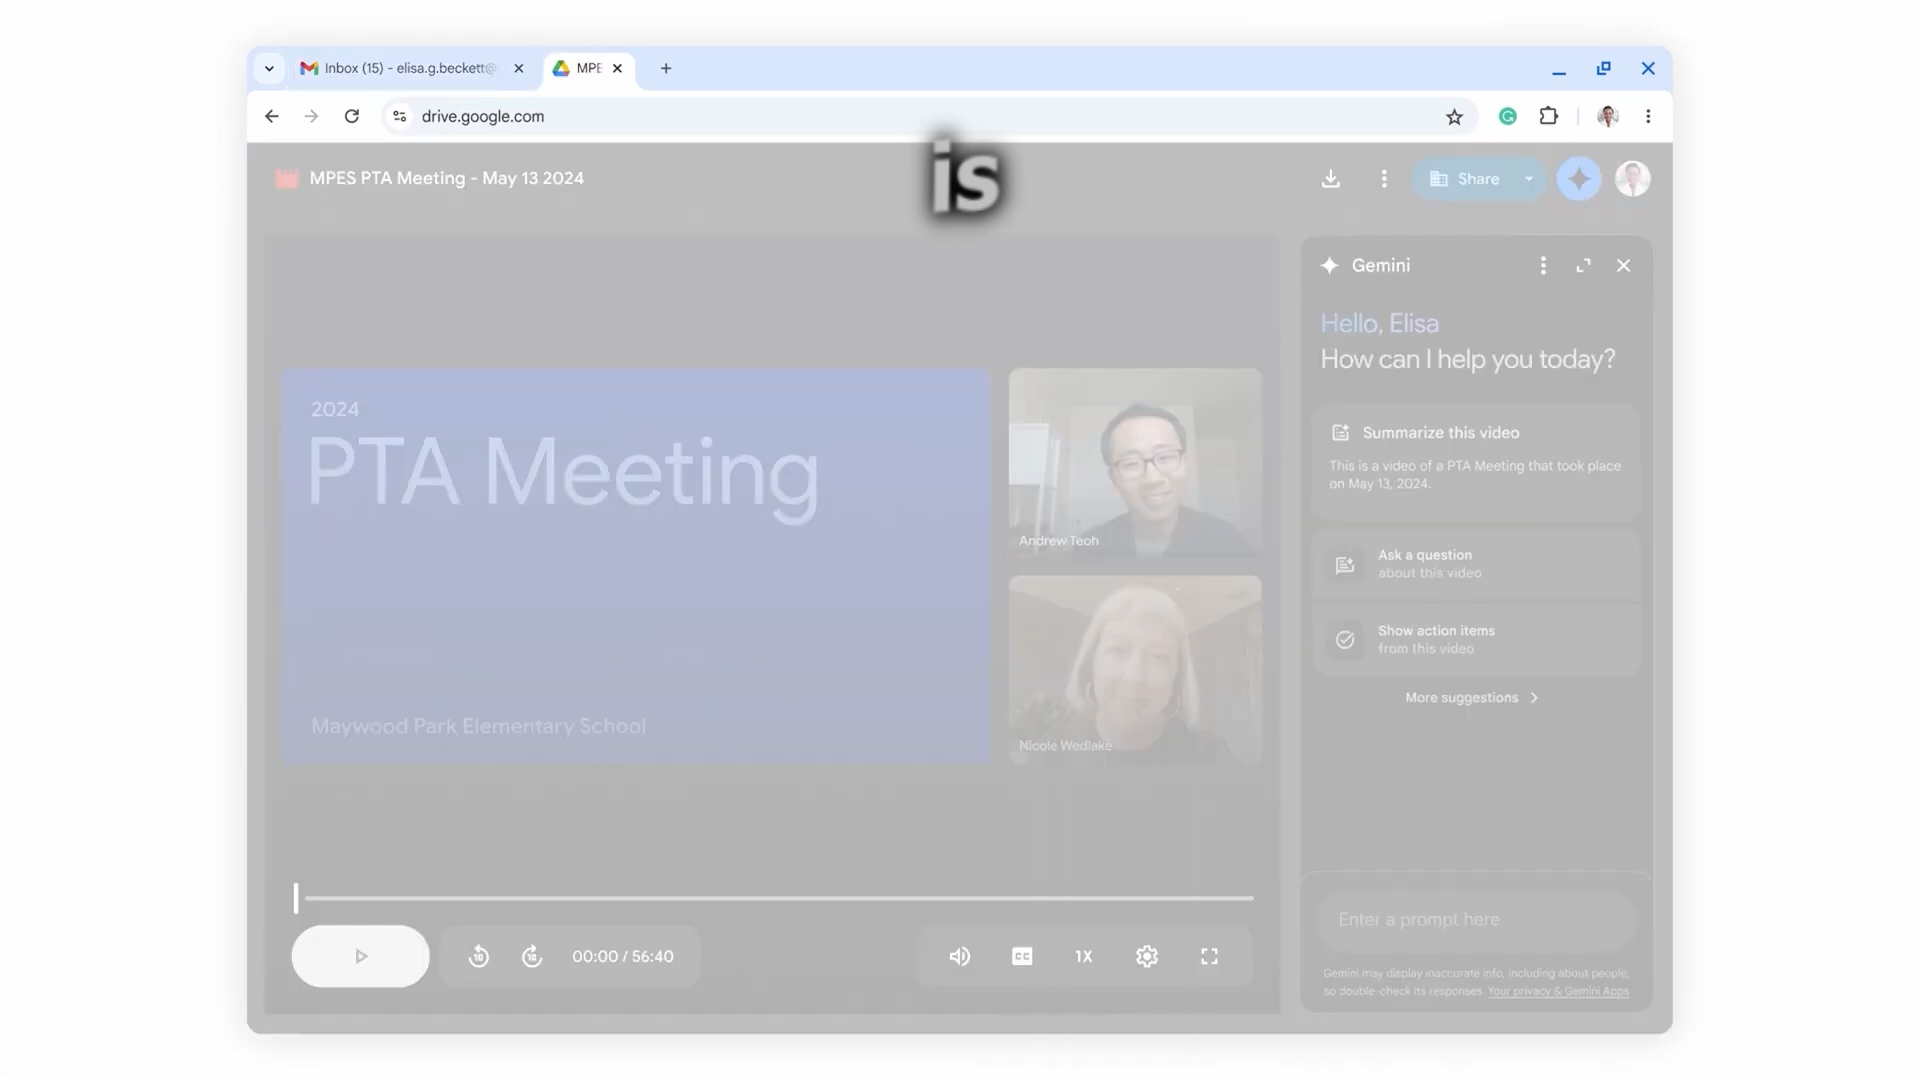 Inbox (15) - elisa.g.beckett@
MPE
drive.google.com
is
MPES PTA Meeting - May 13 2024
Share
2024
PTA Meeting
Maywood Park Elementary School
Andrew Teoh
Nicole Wedlake
00:00 / 56:40
10
10
CC
1X
Gemini
Hello, Elisa
How can I help you today?
Summarize this video
This is a video of a PTA Meeting that took place
on May 13, 2024.
Ask a question
about this video
Show action items
from this video
More suggestions
Enter a prompt here
Gemini may display inaccurate info, including about people,
so double-check its responses. Your privacy & Gemini Apps